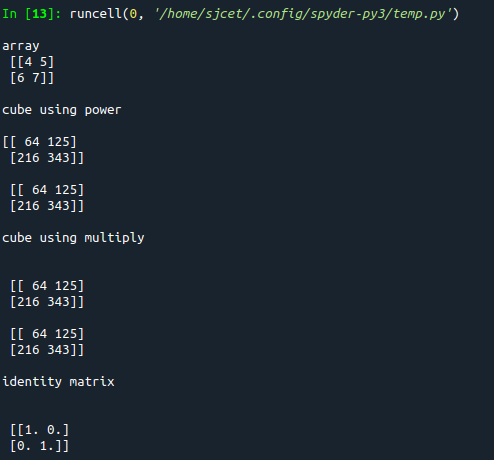 In [13]: runcell(0, '/home/sjcet/.config/spyder-py3/temp.py')
array
[[4 5]
[6 7]]
cube using power
[[ 64 125]
[216 343]]
[[ 64 125]
[216 343]]
cube using multiply
[[ 64 125]
[216 343]]
[[ 64 125]
[216 343]]
identity matrix
[[1. 0.]
[0. 1.]]